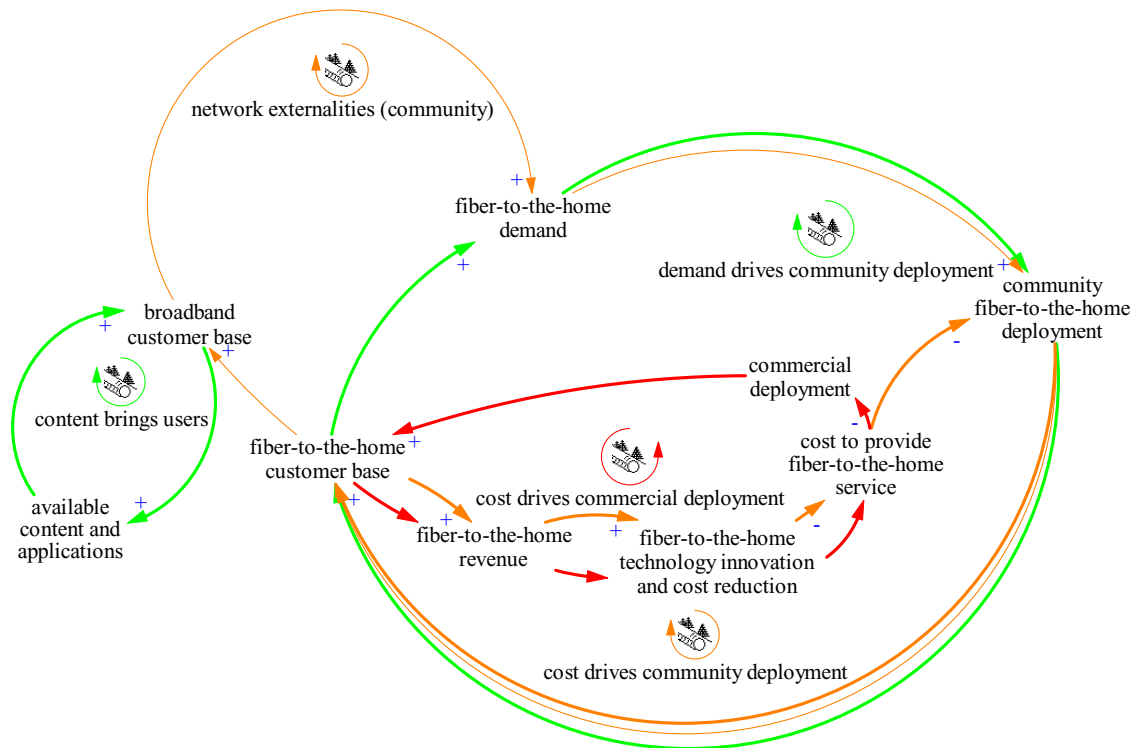 network externalities (community)
+
fiber-to-the-home
demand
+
demand drives community deployment
+
community
fiber-to-the-home
deployment
-
broadband
customer base
+
+
content brings users
commercial
deployment
-
+
fiber-to-the-home
customer base
+
cost to provide
fiber-to-the-home
service
-
cost drives commercial deployment
available
content and
applications
+
+
fiber-to-the-home
revenue
+
fiber-to-the-home
technology innovation
and cost reduction
cost drives community deployment